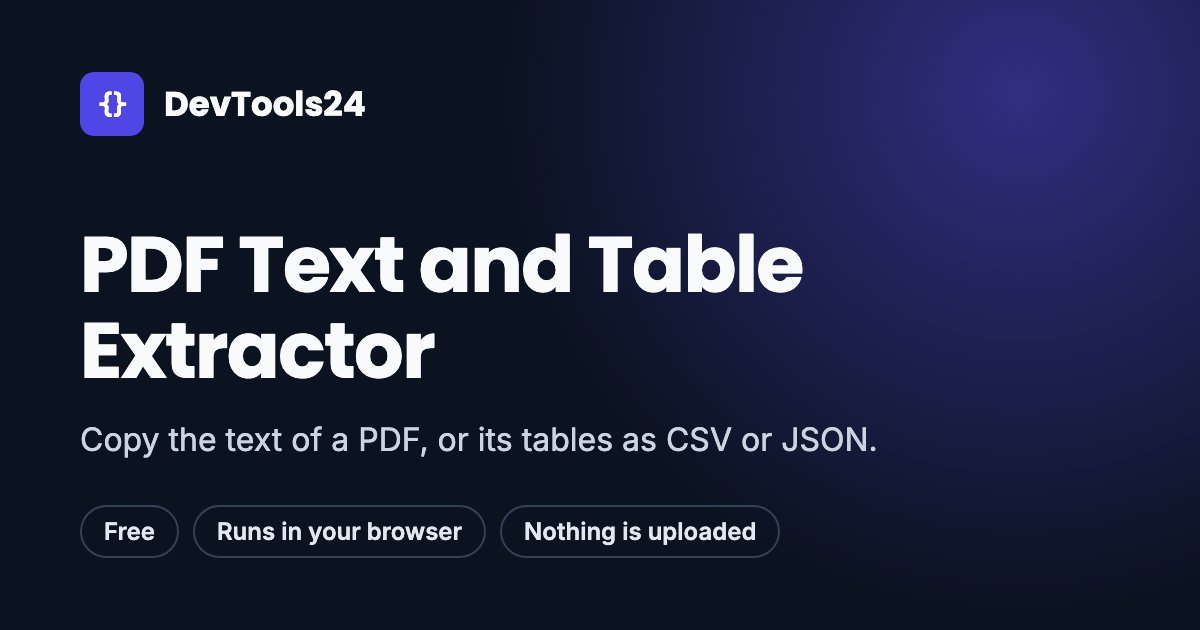 {}
DevTools24
PDF Text and Table
Extractor
Copy the text of a PDF, or its tables as CSV or JSON.
Free
Runs in your browser
Nothing is uploaded